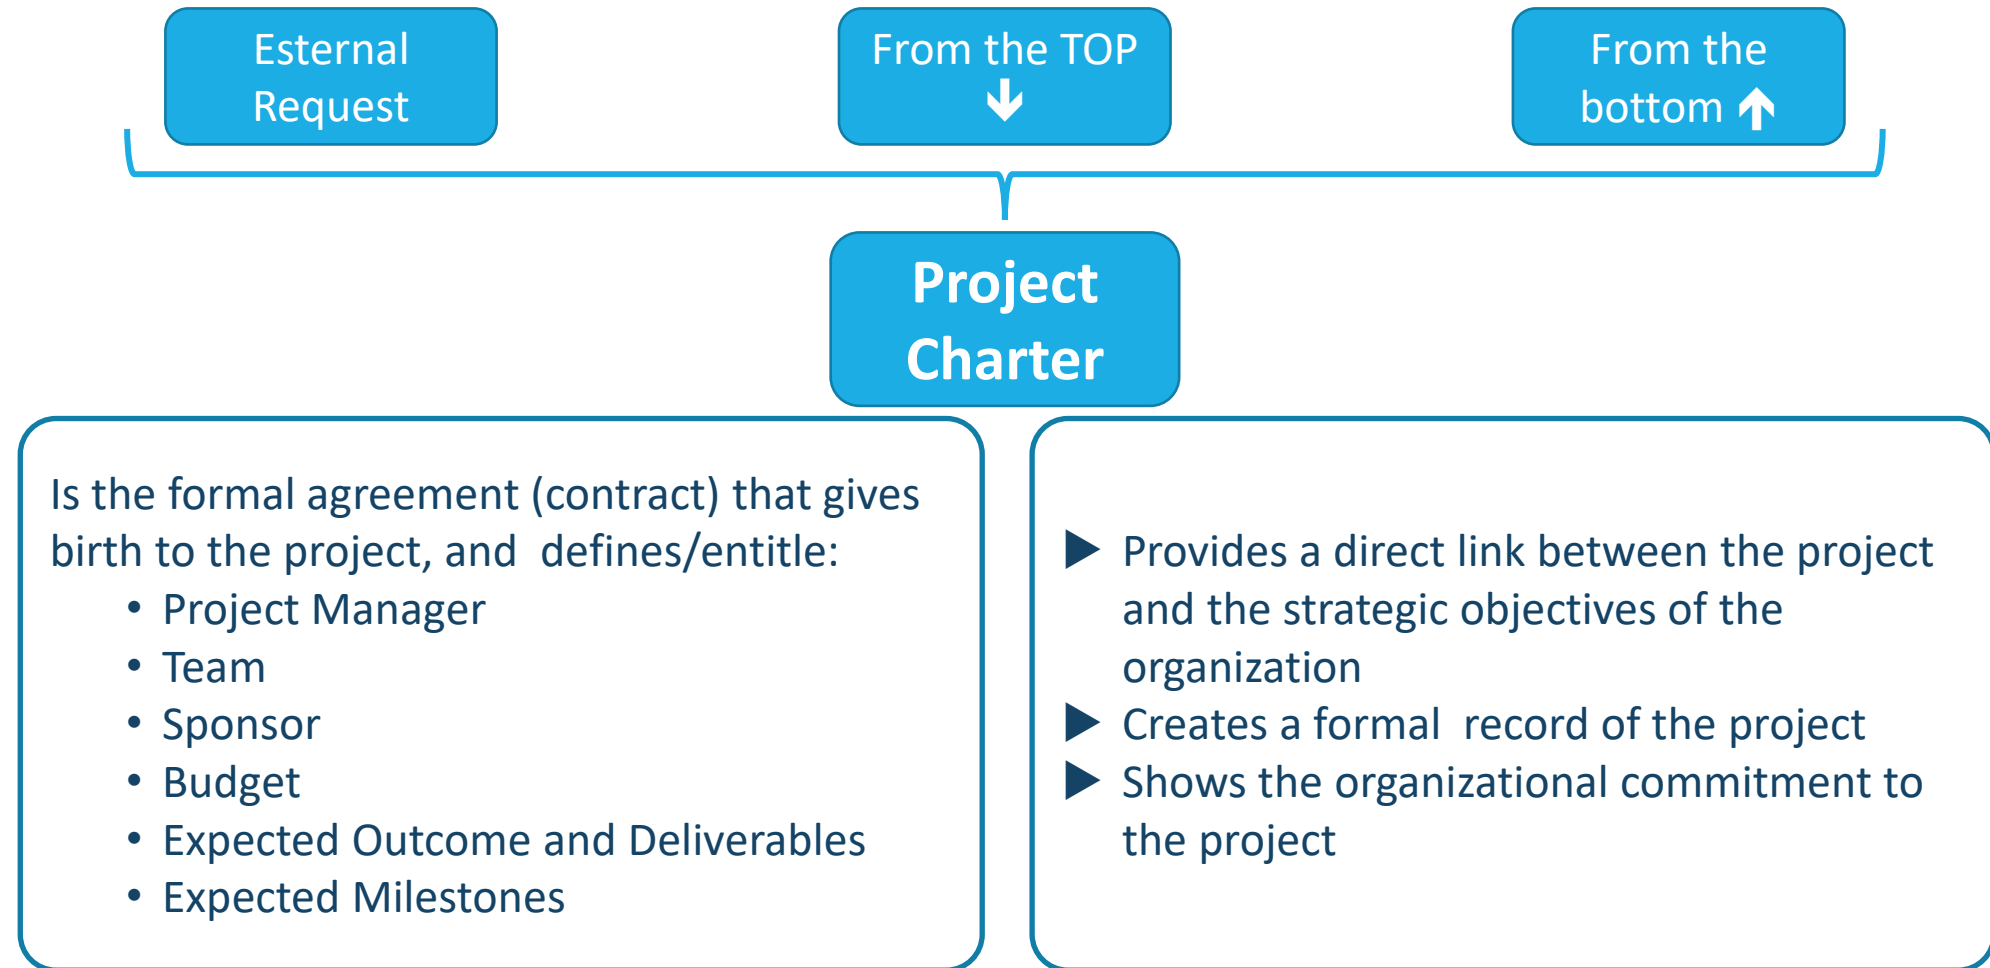 Esternal
Request
From the TOP
↓
From the
bottom ↑
Project
Charter
Is the formal agreement (contract) that gives
birth to the project, and  defines/entitle:
• Project Manager
• Team
• Sponsor
• Budget
• Expected Outcome and Deliverables
• Expected Milestones
▶ Provides a direct link between the project
and the strategic objectives of the
organization
▶ Creates a formal  record of the project
▶ Shows the organizational commitment to
the project